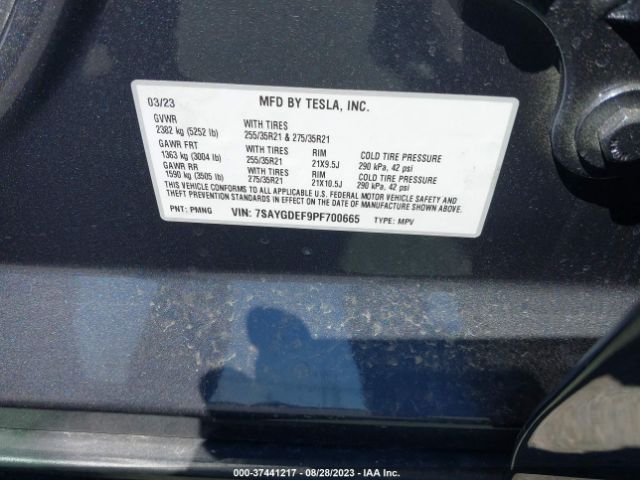 03/23 MFD BY TESLA, INC.
GVWR WITH TIRES
2382 kg (5252 lb) 255/35R21 & 275/35R21
GAWR FRT WITH TIRES RIM COLD TIRE PRESSURE
1363 kg (3004 lb) 255/35R21 21X9.5J 290 kPa, 42 psi
GAWR RR WITH TIRES RIM COLD TIRE PRESSURE
1590 kg (3505 lb) 275/35R21 21X10.5J 290 kPa, 42 psi
THIS VEHICLE CONFORMS TO ALL APPLICABLE U.S. FEDERAL MOTOR VEHICLE SAFETY AND
THEFT PREVENTION STANDARDS IN EFFECT ON THE DATE OF MANUFACTURE SHOWN ABOVE.
PNT: PMNG VIN: 7SAYGDEF9PF700665 TYPE: MPV
000-37441217 - 08/28/2023 - IAA Inc.